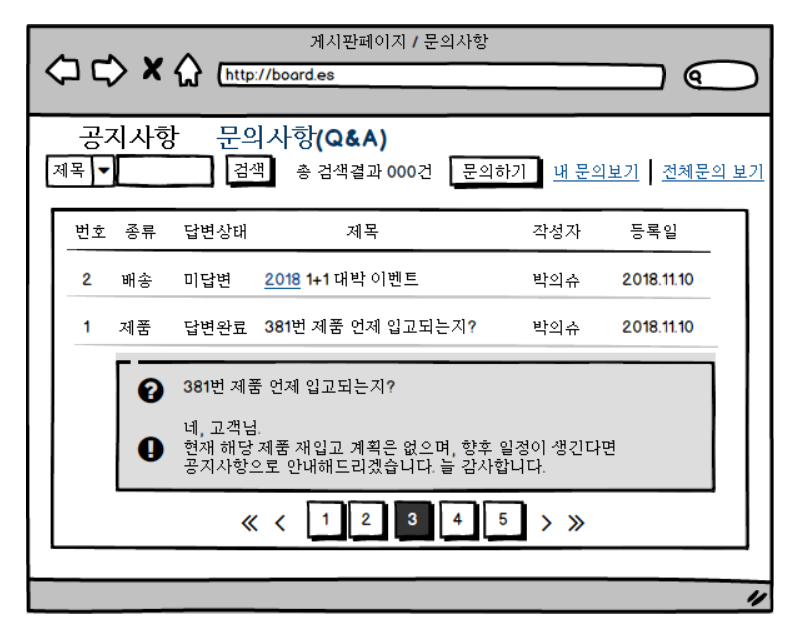 게시판페이지 / 문의사항
http://board.es
공지사항 문의사항(Q&A)
제목 검색 총 검색결과 000건 문의하기 내 문의보기 전체문의 보기
번호 종류 답변상태 제목 작성자 등록일
2 배송 미답변 2018 1+1 대박 이벤트 박의슈 2018.11.10
1 제품 답변완료 381번 제품 언제 입고되는지? 박의슈 2018.11.10
? 381번 제품 언제 입고되는지?
네, 고객님.
! 현재 해당 제품 재입고 계획은 없으며, 향후 일정이 생긴다면
공지사항으로 안내해드리겠습니다. 늘 감사합니다.
« < 1 2 3 4 5 > »